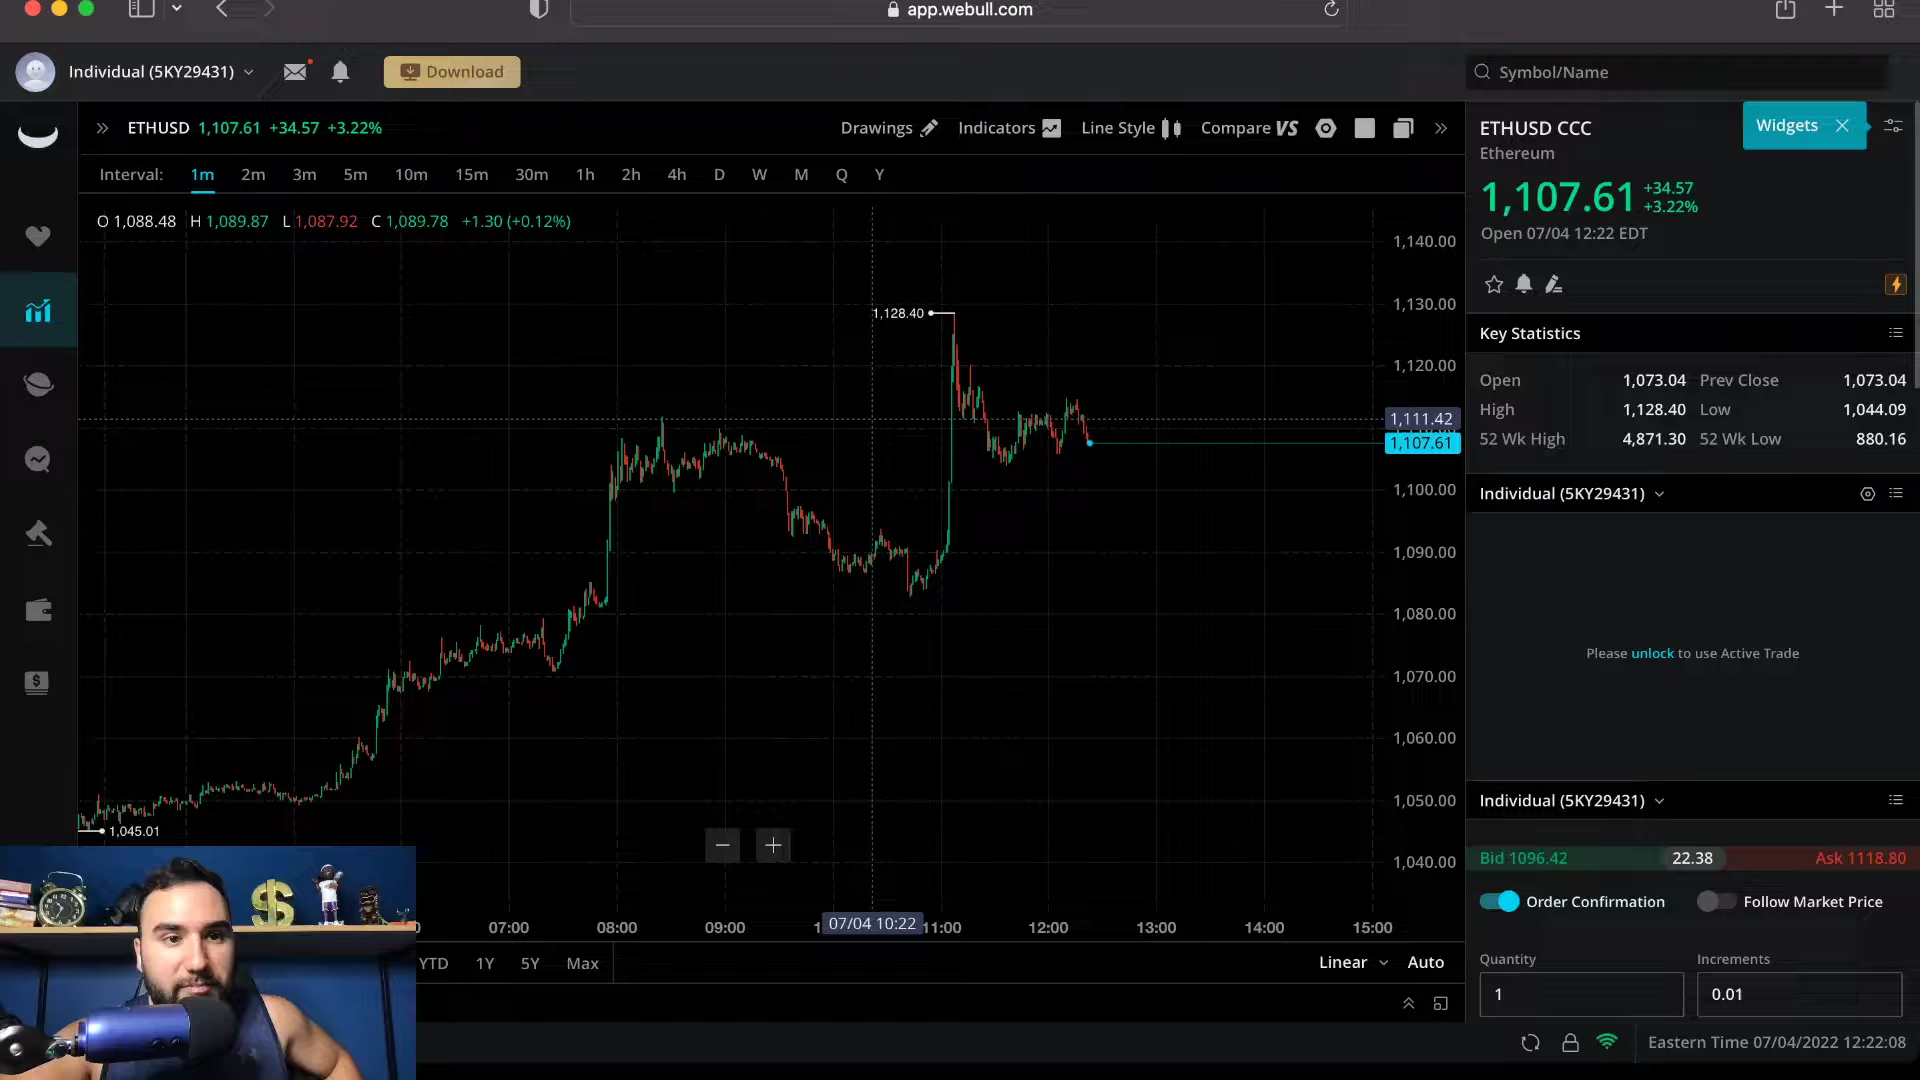 app.webull.com
Individual (5KY29431)
Download
Symbol/Name
ETHUSD 1,107.61 +34.57 +3.22%
Drawings
Indicators
Line Style
Compare VS
Interval: 1m 2m 3m 5m 10m 15m 30m 1h 2h 4h D W M Q Y
O 1,088.48 H 1,089.87 L 1,087.92 C 1,089.78 +1.30 (+0.12%)
1,140.00
1,130.00
1,128.40
1,120.00
1,111.42
1,107.61
1,100.00
1,090.00
1,080.00
1,070.00
1,060.00
1,050.00
1,045.01
1,040.00
07:00 08:00 09:00 07/04 10:22 11:00 12:00 13:00 14:00 15:00
YTD 1Y 5Y Max
Linear Auto
ETHUSD CCC
Widgets
Ethereum
1,107.61 +34.57
+3.22%
Open 07/04 12:22 EDT
Key Statistics
Open 1,073.04 Prev Close 1,073.04
High 1,128.40 Low 1,044.09
52 Wk High 4,871.30 52 Wk Low 880.16
Individual (5KY29431)
Please unlock to use Active Trade
Individual (5KY29431)
Bid 1096.42 22.38 Ask 1118.80
Order Confirmation Follow Market Price
Quantity Increments
1 0.01
Eastern Time 07/04/2022 12:22:08